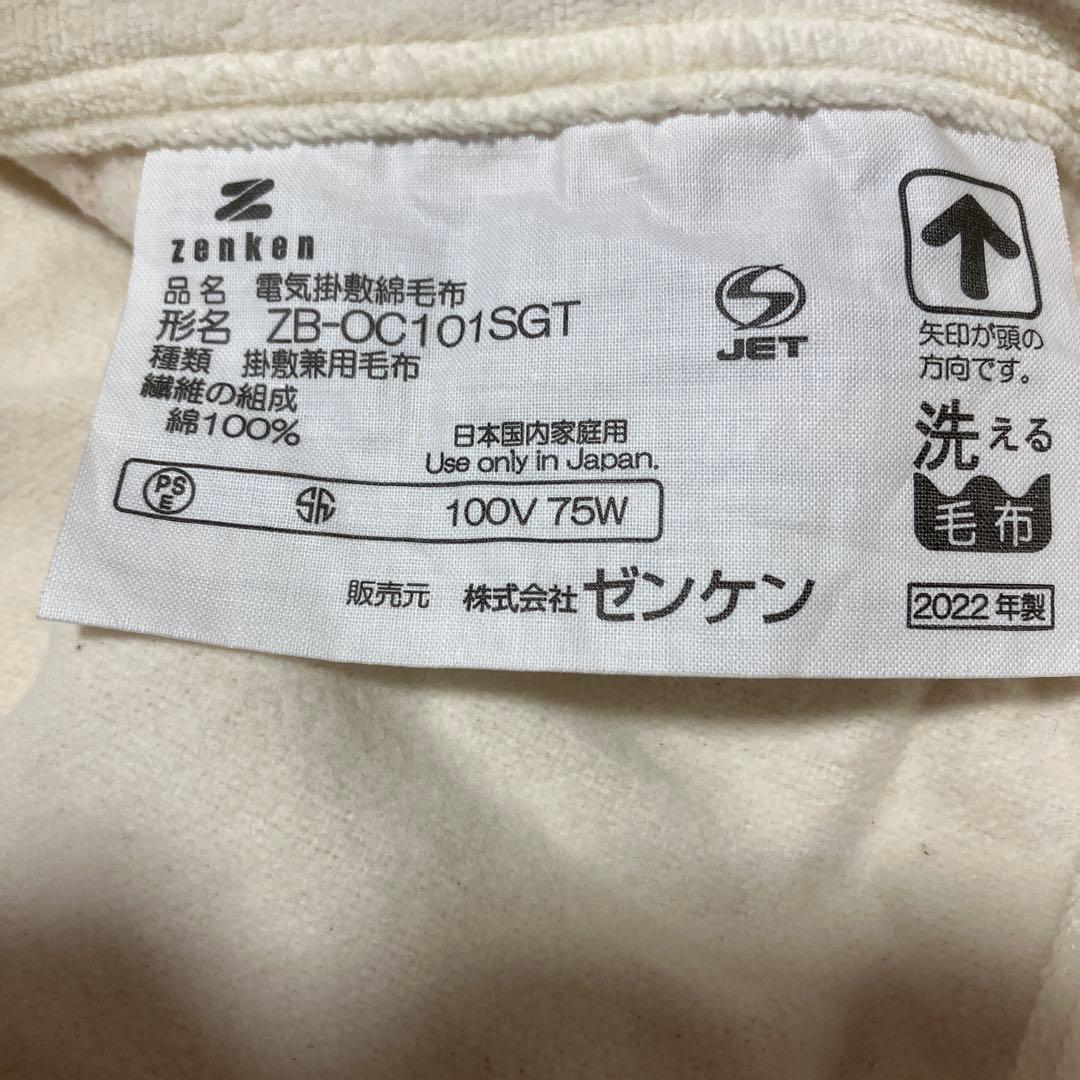 zenken
品名 電気掛敷綿毛布
形名 ZB-OC101SGT
種類 掛敷兼用毛布
繊維の組成
綿100%
日本国内家庭用
Use only in Japan.
PSE
100V 75W
販売元 株式会社ゼンケン
JET
矢印が頭の
方向です。
洗える
毛布
2022年製